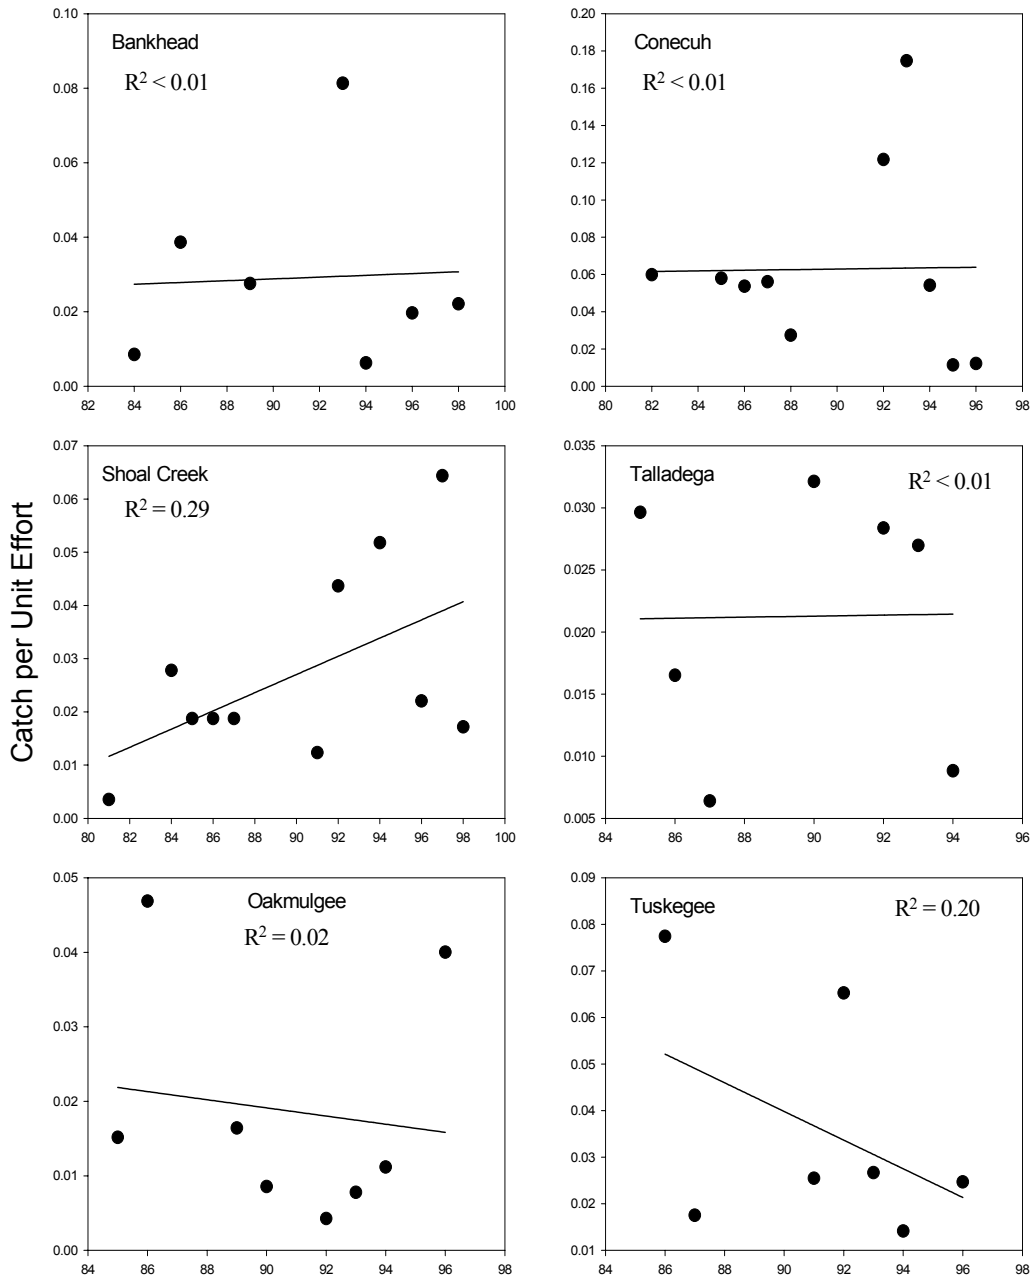 Catch per Unit Effort
Bankhead
R² < 0.01
0.10
0.08
0.06
0.04
0.02
0.00
82 84 86 88 90 92 94 96 98 100
Conecuh
R² < 0.01
0.20
0.18
0.16
0.14
0.12
0.10
0.08
0.06
0.04
0.02
0.00
80 82 84 86 88 90 92 94 96 98
Shoal Creek
R² = 0.29
0.07
0.06
0.05
0.04
0.03
0.02
0.01
0.00
80 82 84 86 88 90 92 94 96 98 100
Talladega
R² < 0.01
0.035
0.030
0.025
0.020
0.015
0.010
0.005
84 86 88 90 92 94 96
Oakmulgee
R² = 0.02
0.05
0.04
0.03
0.02
0.01
0.00
84 86 88 90 92 94 96 98
Tuskegee
R² = 0.20
0.09
0.08
0.07
0.06
0.05
0.04
0.03
0.02
0.01
84 86 88 90 92 94 96 98